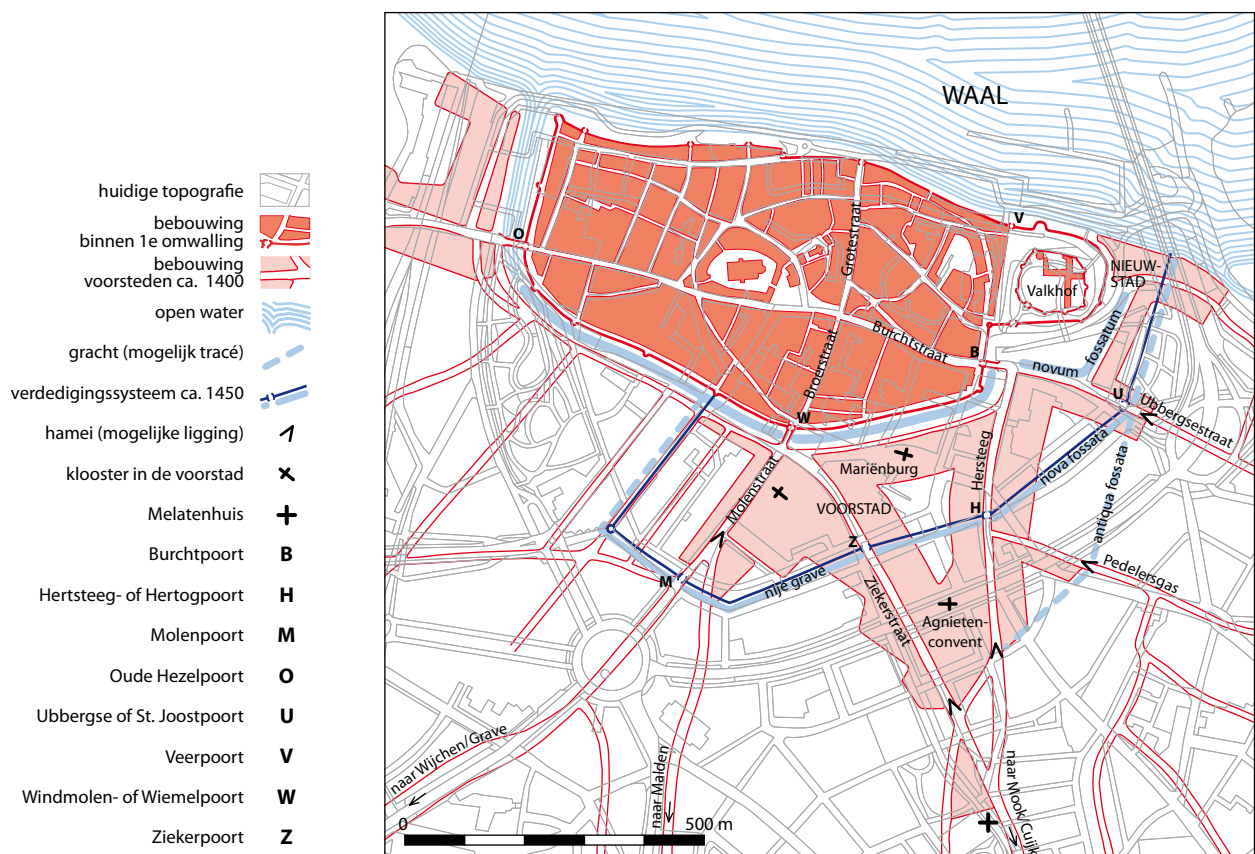 huidige topografie
bebouwing
binnen 1e omwalling
bebouwing
voorsteden ca. 1400
open water
gracht (mogelijk tracé)
verdedigingssysteem ca. 1450
hamei (mogelijke ligging)
klooster in de voorstad
Melatenhuis
Burchtpoort B
Hertsteeg- of Hertogpoort H
Molenpoort M
Oude Hezelpoort O
Ubbergse of St. Joostpoort U
Veerpoort V
Windmolen- of Wiemelpoort W
Ziekerpoort Z
WAAL
V
O
Grotestraat
NIEUW-
STAD
Valkhof
Burchtstraat
fossatum
B
novum
Broerstraat
U
Ubbergsestraat
W
Hersteeg
nova fossata
Mariënburg
antiqua fossata
Molenstraat
VOORSTAD
H
Z
Pedelersgas
M
nije grave
Ziekerstraat
Agnieten-
convent
naar Wijchen/Grave
naar Malden
naar Mook/Cuijk
0 500 m